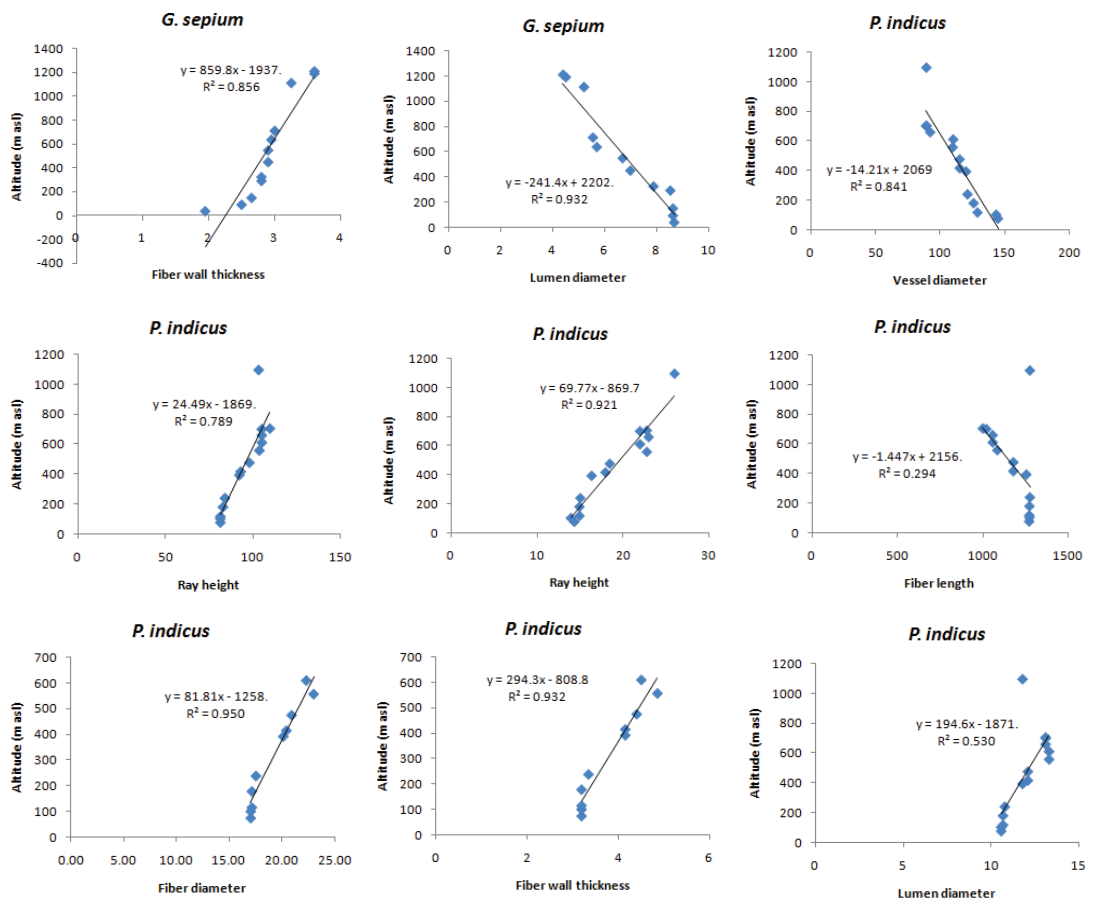 G. sepium
y = 859.8x - 1937.
R² = 0.856
Altitude (m asl)
1400
1200
1000
800
600
400
200
0
-200
-400
0 1 2 3 4
Fiber wall thickness
G. sepium
y = -241.4x + 2202.
R² = 0.932
Altitude (m asl)
1400
1200
1000
800
600
400
200
0
0 2 4 6 8 10
Lumen diameter
P. indicus
y = -14.21x + 2069
R² = 0.841
Altitude (m asl)
1200
1000
800
600
400
200
0
0 50 100 150 200
Vessel diameter
P. indicus
y = 24.49x - 1869.
R² = 0.789
Altitude (m asl)
1200
1000
800
600
400
200
0
0 50 100 150
Ray height
P. indicus
y = 69.77x - 869.7
R² = 0.921
Altitude (m asl)
1200
1000
800
600
400
200
0
0 10 20 30
Ray height
P. indicus
y = -1.447x + 2156.
R² = 0.294
Altitude (m asl)
1200
1000
800
600
400
200
0
0 500 1000 1500
Fiber length
P. indicus
y = 81.81x - 1258.
R² = 0.950
Altitude (m asl)
700
600
500
400
300
200
100
0
0.00 5.00 10.00 15.00 20.00 25.00
Fiber diameter
P. indicus
y = 294.3x - 808.8
R² = 0.932
Altitude (m asl)
700
600
500
400
300
200
100
0
0 2 4 6
Fiber wall thickness
P. indicus
y = 194.6x - 1871.
R² = 0.530
Altitude (m asl)
1200
1000
800
600
400
200
0
0 5 10 15
Lumen diameter